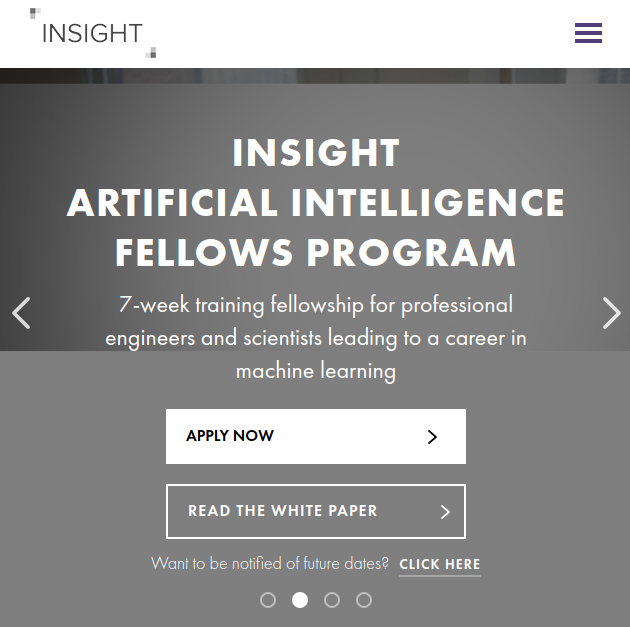 INSIGHT
INSIGHT
ARTIFICIAL INTELLIGENCE
FELLOWS PROGRAM
7-week training fellowship for professional
engineers and scientists leading to a career in
machine learning
APPLY NOW
READ THE WHITE PAPER
Want to be notified of future dates? CLICK HERE